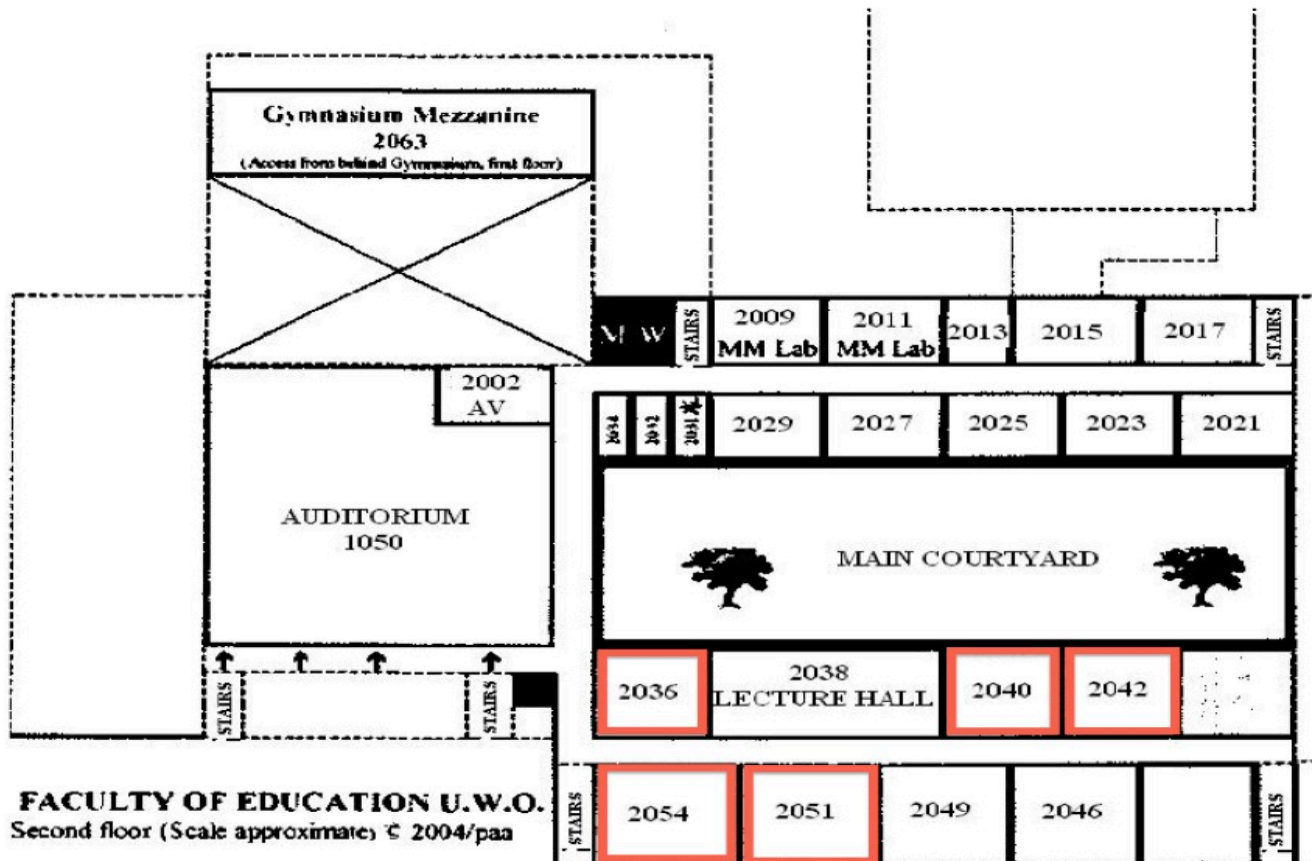 Gymnasium Mezzanine
2063
(Access from behind Gymnasium, first floor)
M W
STAIRS
2009
MM Lab
2011
MM Lab
2013
2015
2017
STAIRS
2002
AV
2031
2029
2027
2025
2023
2021
AUDITORIUM
1050
MAIN COURTYARD
STAIRS
STAIRS
2036
2038
LECTURE HALL
2040
2042
STAIRS
2054
2051
2049
2046
STAIRS
FACULTY OF EDUCATION U.W.O.
Second floor (Scale approximate) © 2004/paa